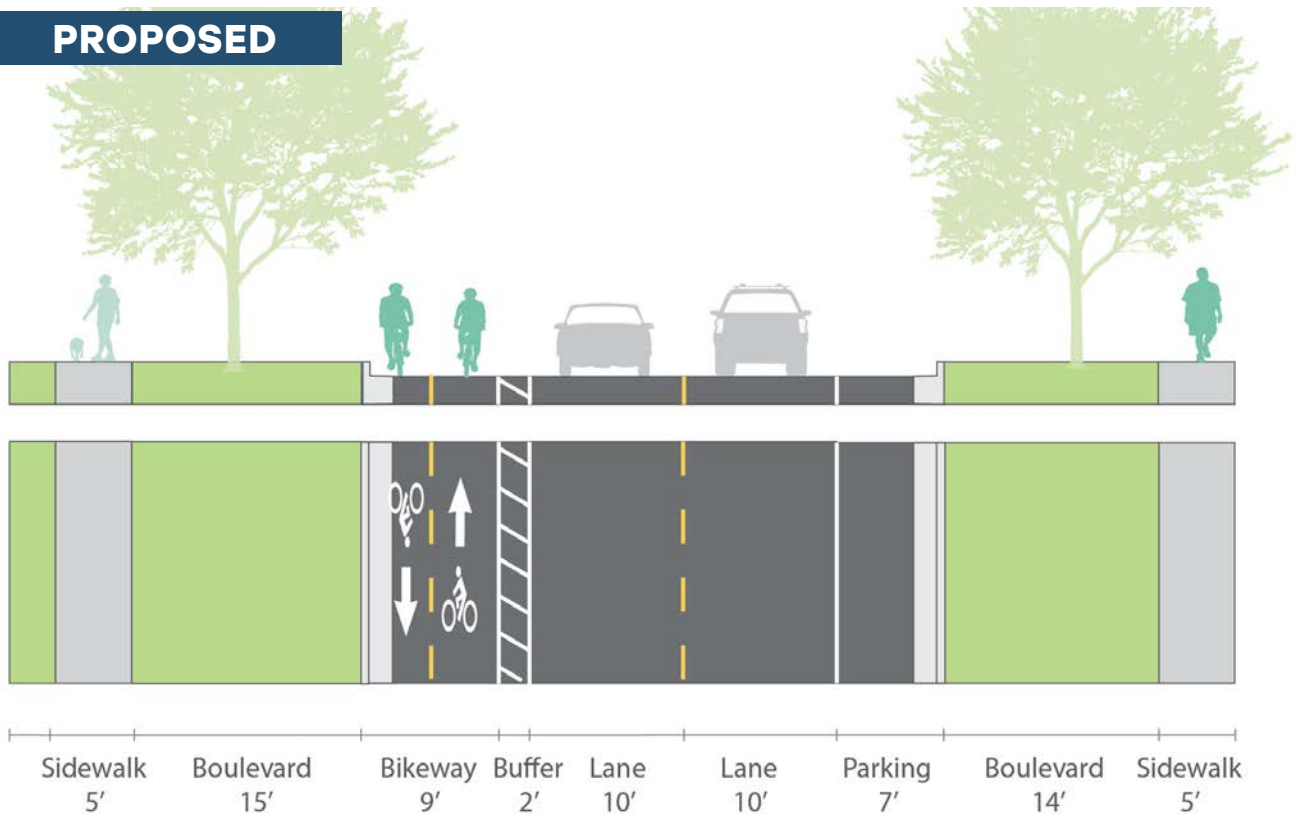 PROPOSED
Sidewalk Boulevard Bikeway Buffer Lane Lane Parking Boulevard Sidewalk
5′ 15′ 9′ 2′ 10′ 10′ 7′ 14′ 5′